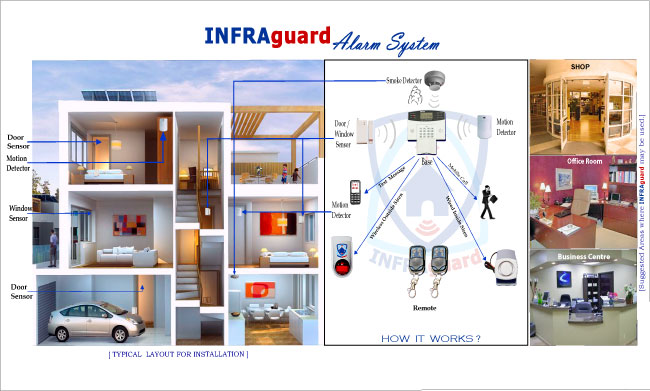 INFRAguard Alarm System
Door
Sensor
Motion
Detector
Window
Sensor
Door
Sensor
[ TYPICAL LAYOUT FOR INSTALLATION ]
Smoke Detector
Door /
Window
Sensor
Motion
Detector
Base
Text Message
Mobile Call
Motion
Detector
Wireless Outside Siren
Wired Inside Siren
INFRAguard
Remote
HOW IT WORKS ?
SHOP
Office Room
Business Centre
[Suggested Areas where INFRAguard may be used.]